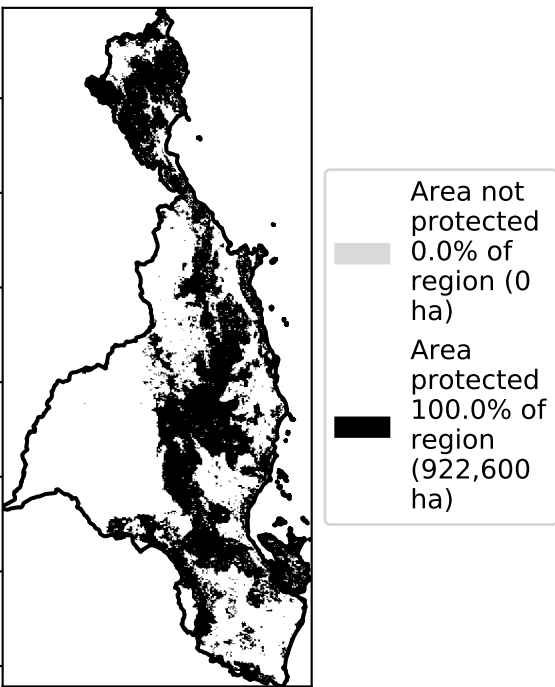 Area not
protected
0.0% of
region (0
ha)
Area
protected
100.0% of
region
(922,600
ha)